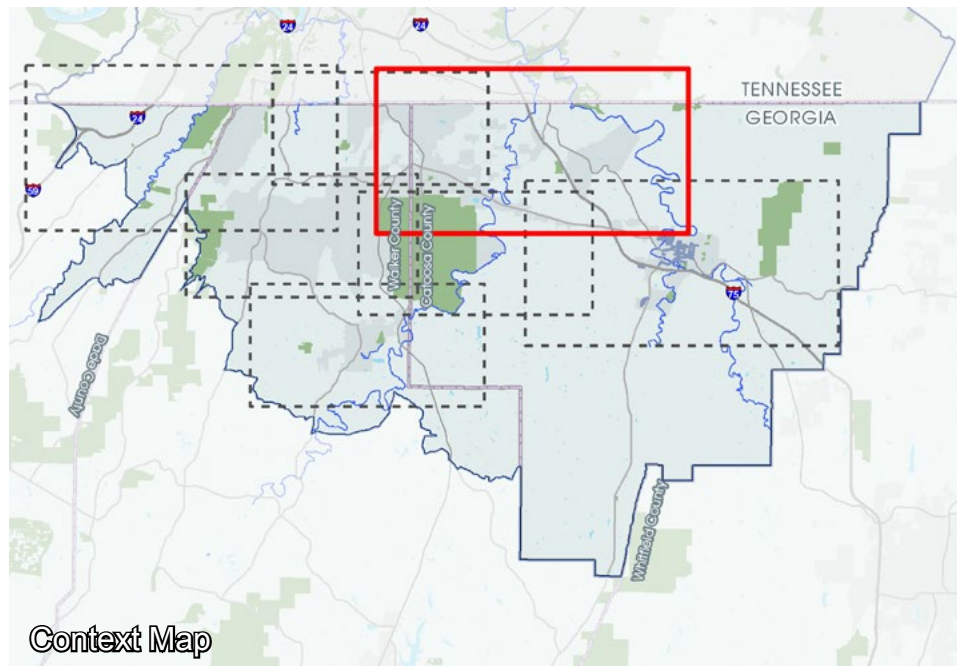 24
24
TENNESSEE
GEORGIA
24
59
Walker County
Catoosa County
75
Dade County
Whitfield County
Context Map